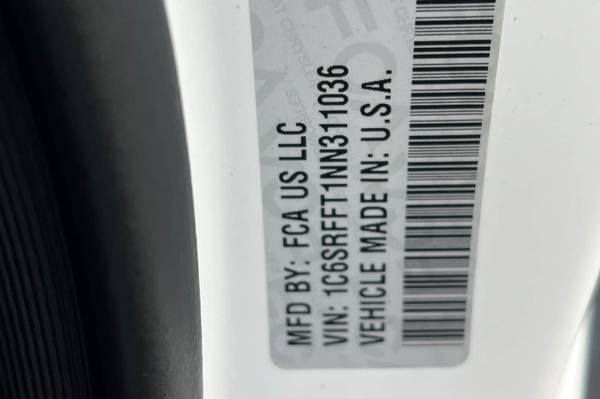 MFD BY: FCA US LLC
VIN: 1C6SRFFT1NN311036
VEHICLE MADE IN: U.S.A.